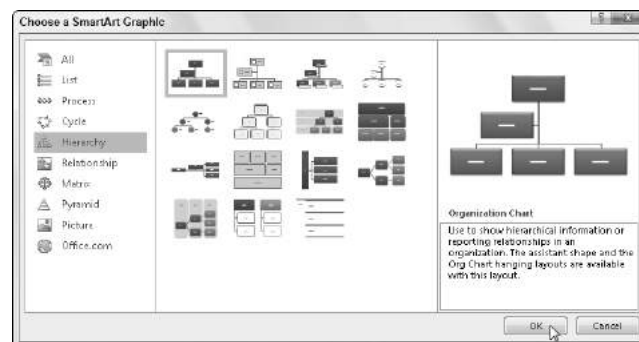 Choose a SmartArt Graphic
All
List
Process
Cycle
Hierarchy
Relationship
Matrix
Pyramid
Picture
Office.com
Organization Chart
Use to show hierarchical information or
reporting relationships in an
organization. The assistant shape and the
Org Chart hanging layouts are available
with this layout.
OK
Cancel